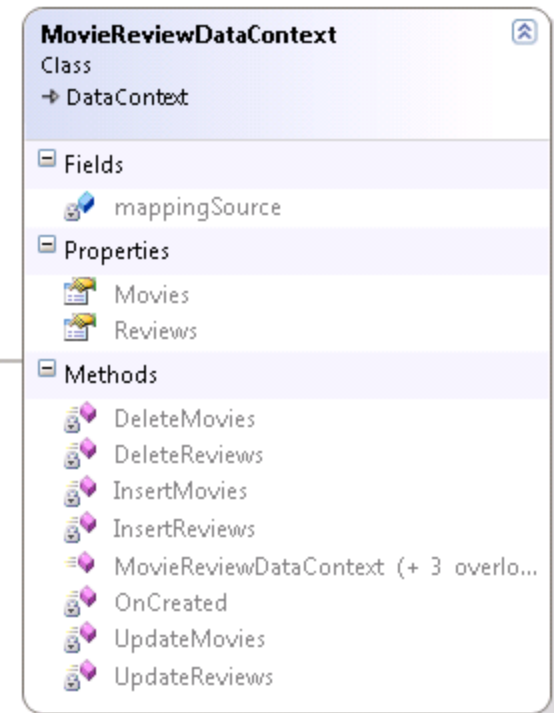 MovieReviewDataContext
Class
DataContext
Fields
mappingSource
Properties
Movies
Reviews
Methods
DeleteMovies
DeleteReviews
InsertMovies
InsertReviews
MovieReviewDataContext (+ 3 overlo...
OnCreated
UpdateMovies
UpdateReviews